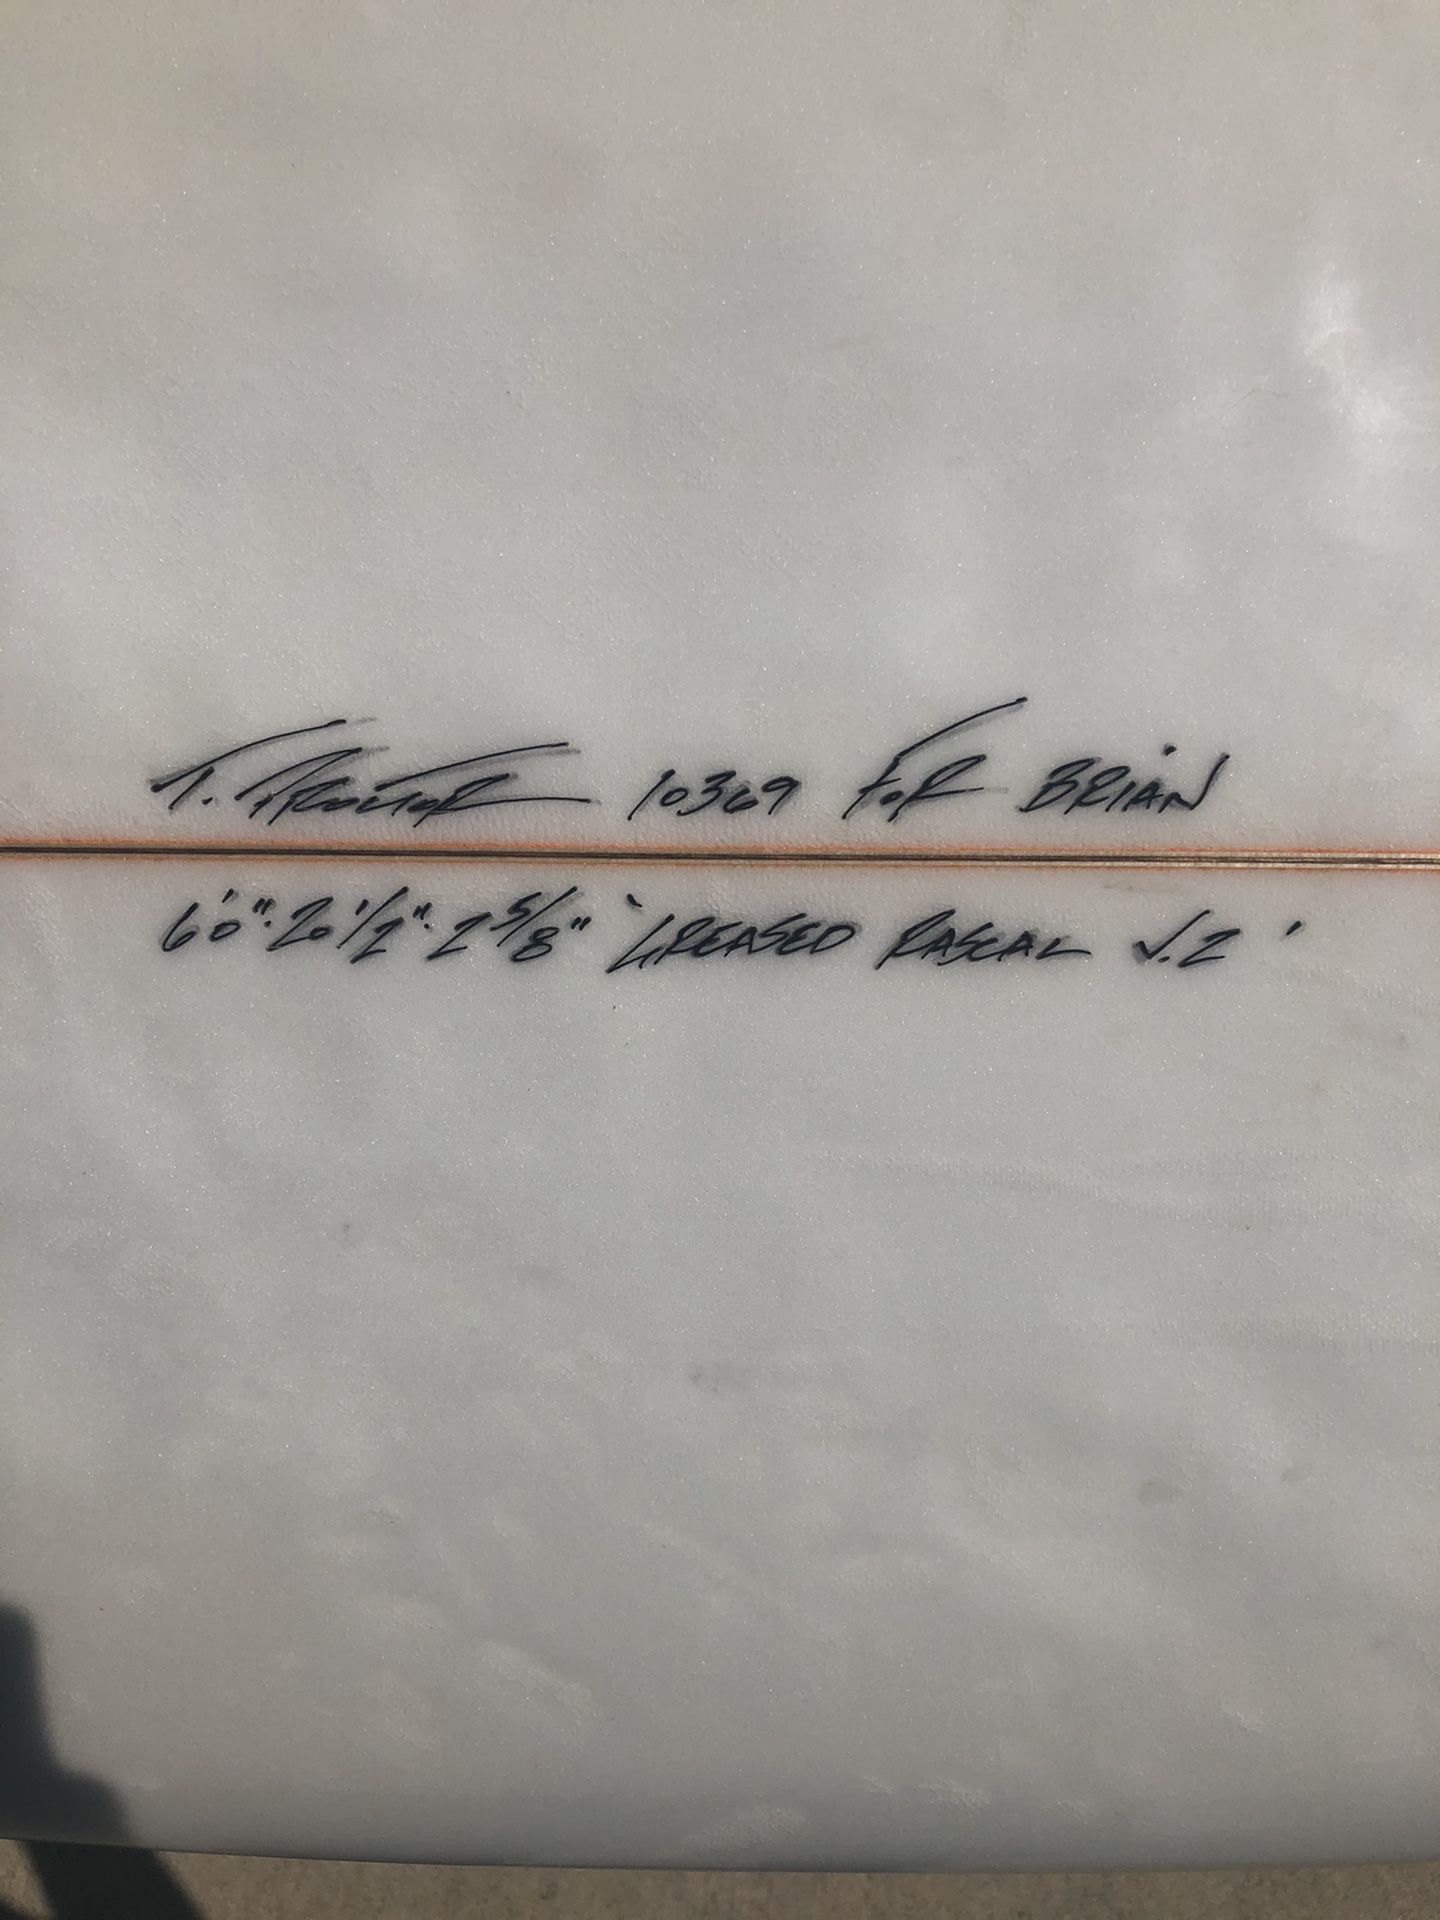 T. PROCTOR 10369 FOR BRIAN
6'0" · 20 1/2" · 2 5/8" 'GREASED RASCAL V.2'